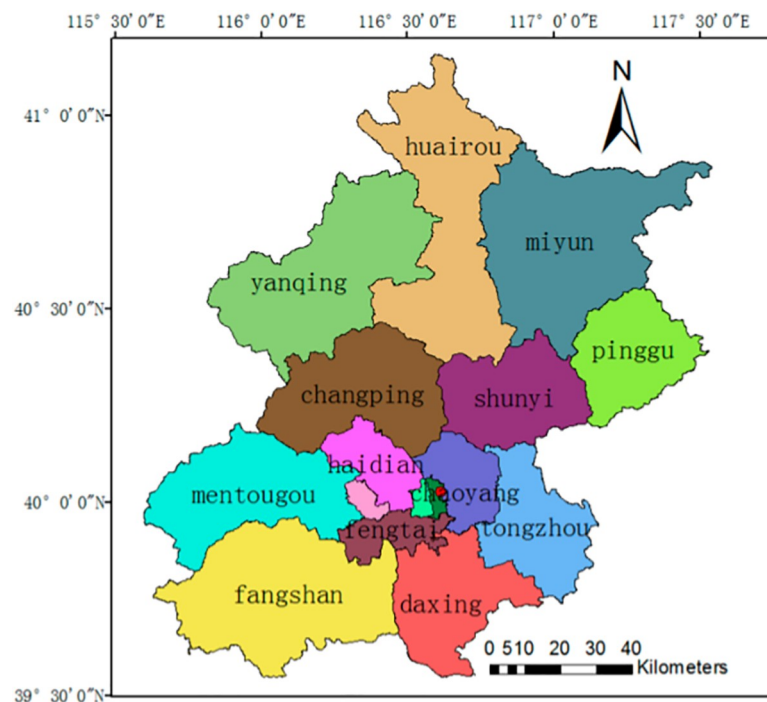 115° 30′0″E 116° 0′0″E 116° 30′0″E 117° 0′0″E 117° 30′0″E
N
41° 0′0″N
huairou
miyun
yanqing
40° 30′0″N
pinggu
changping
shunyi
haidian
mentougou
chaoyang
40° 0′0″N
fengtai
tongzhou
fangshan
daxing
0 510 20 30 40
Kilometers
39° 30′0″N